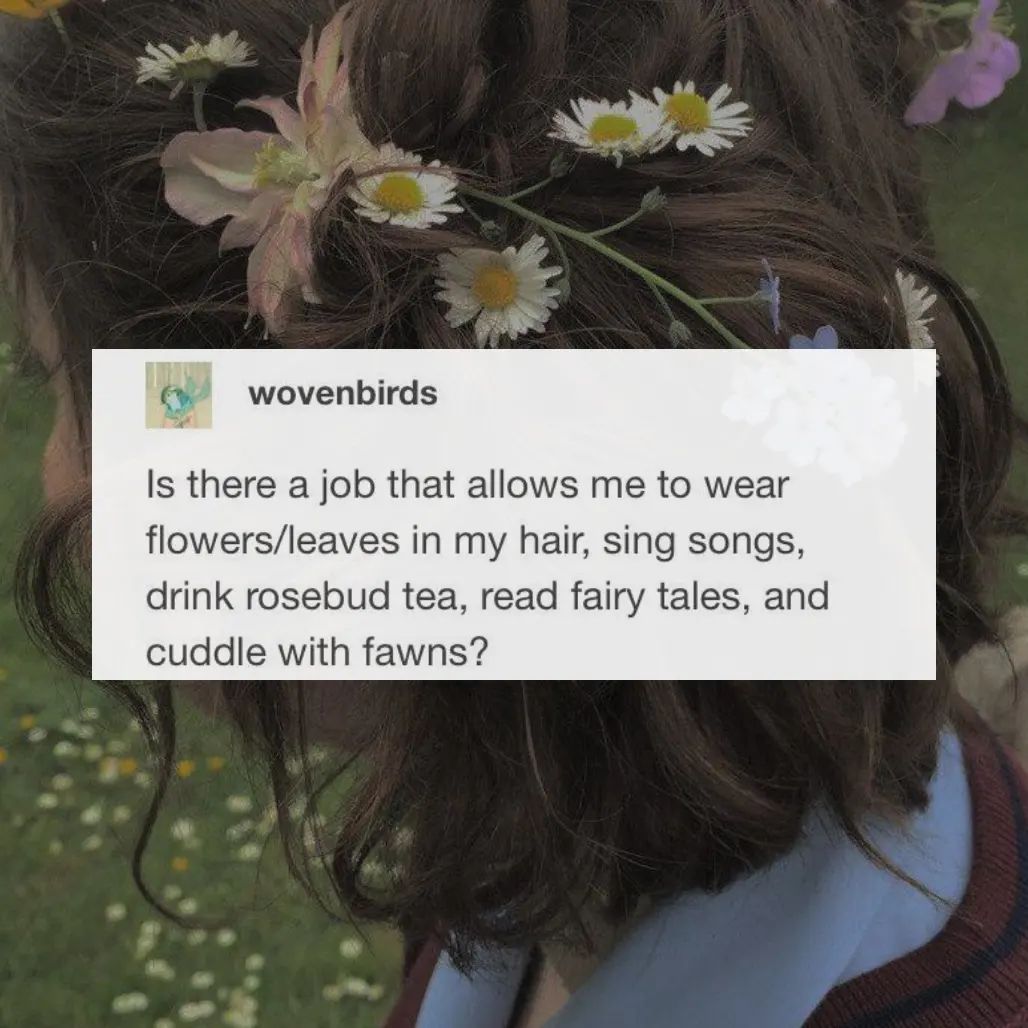 wovenbirds
Is there a job that allows me to wear
flowers/leaves in my hair, sing songs,
drink rosebud tea, read fairy tales, and
cuddle with fawns?